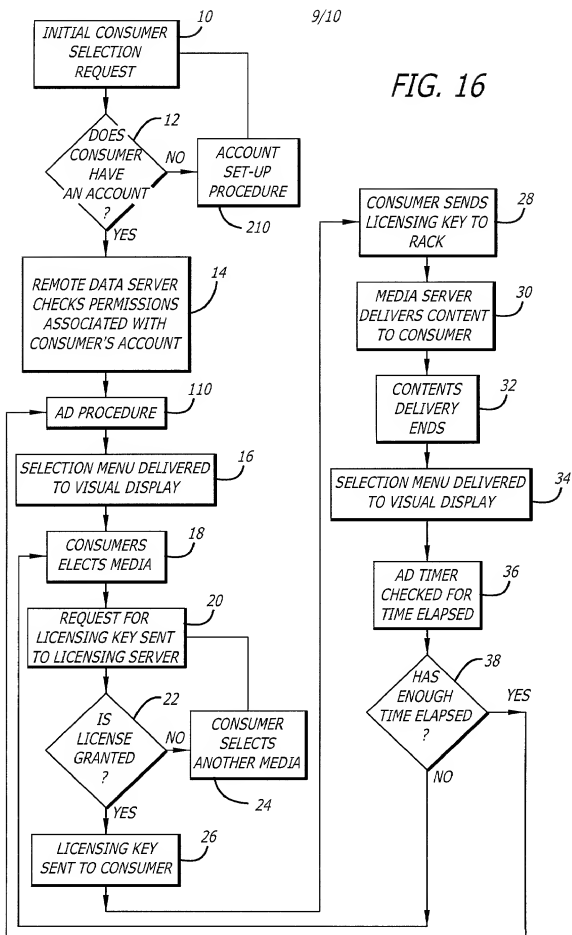 9/10
FIG. 16
10
INITIAL CONSUMER
SELECTION
REQUEST
12
DOES
CONSUMER
HAVE
AN ACCOUNT
?
NO
YES
ACCOUNT
SET-UP
PROCEDURE
210
14
REMOTE DATA SERVER
CHECKS PERMISSIONS
ASSOCIATED WITH
CONSUMER'S ACCOUNT
AD PROCEDURE
110
16
SELECTION MENU DELIVERED
TO VISUAL DISPLAY
CONSUMERS
ELECTS MEDIA
18
20
REQUEST FOR
LICENSING KEY SENT
TO LICENSING SERVER
22
IS
LICENSE
GRANTED
?
NO
YES
CONSUMER
SELECTS
ANOTHER MEDIA
24
26
LICENSING KEY
SENT TO CONSUMER
CONSUMER SENDS
LICENSING KEY TO
RACK
28
MEDIA SERVER
DELIVERS CONTENT
TO CONSUMER
30
CONTENTS
DELIVERY
ENDS
32
SELECTION MENU DELIVERED
TO VISUAL DISPLAY
34
AD TIMER
CHECKED FOR
TIME ELAPSED
36
38
HAS
ENOUGH
TIME ELAPSED
?
YES
NO